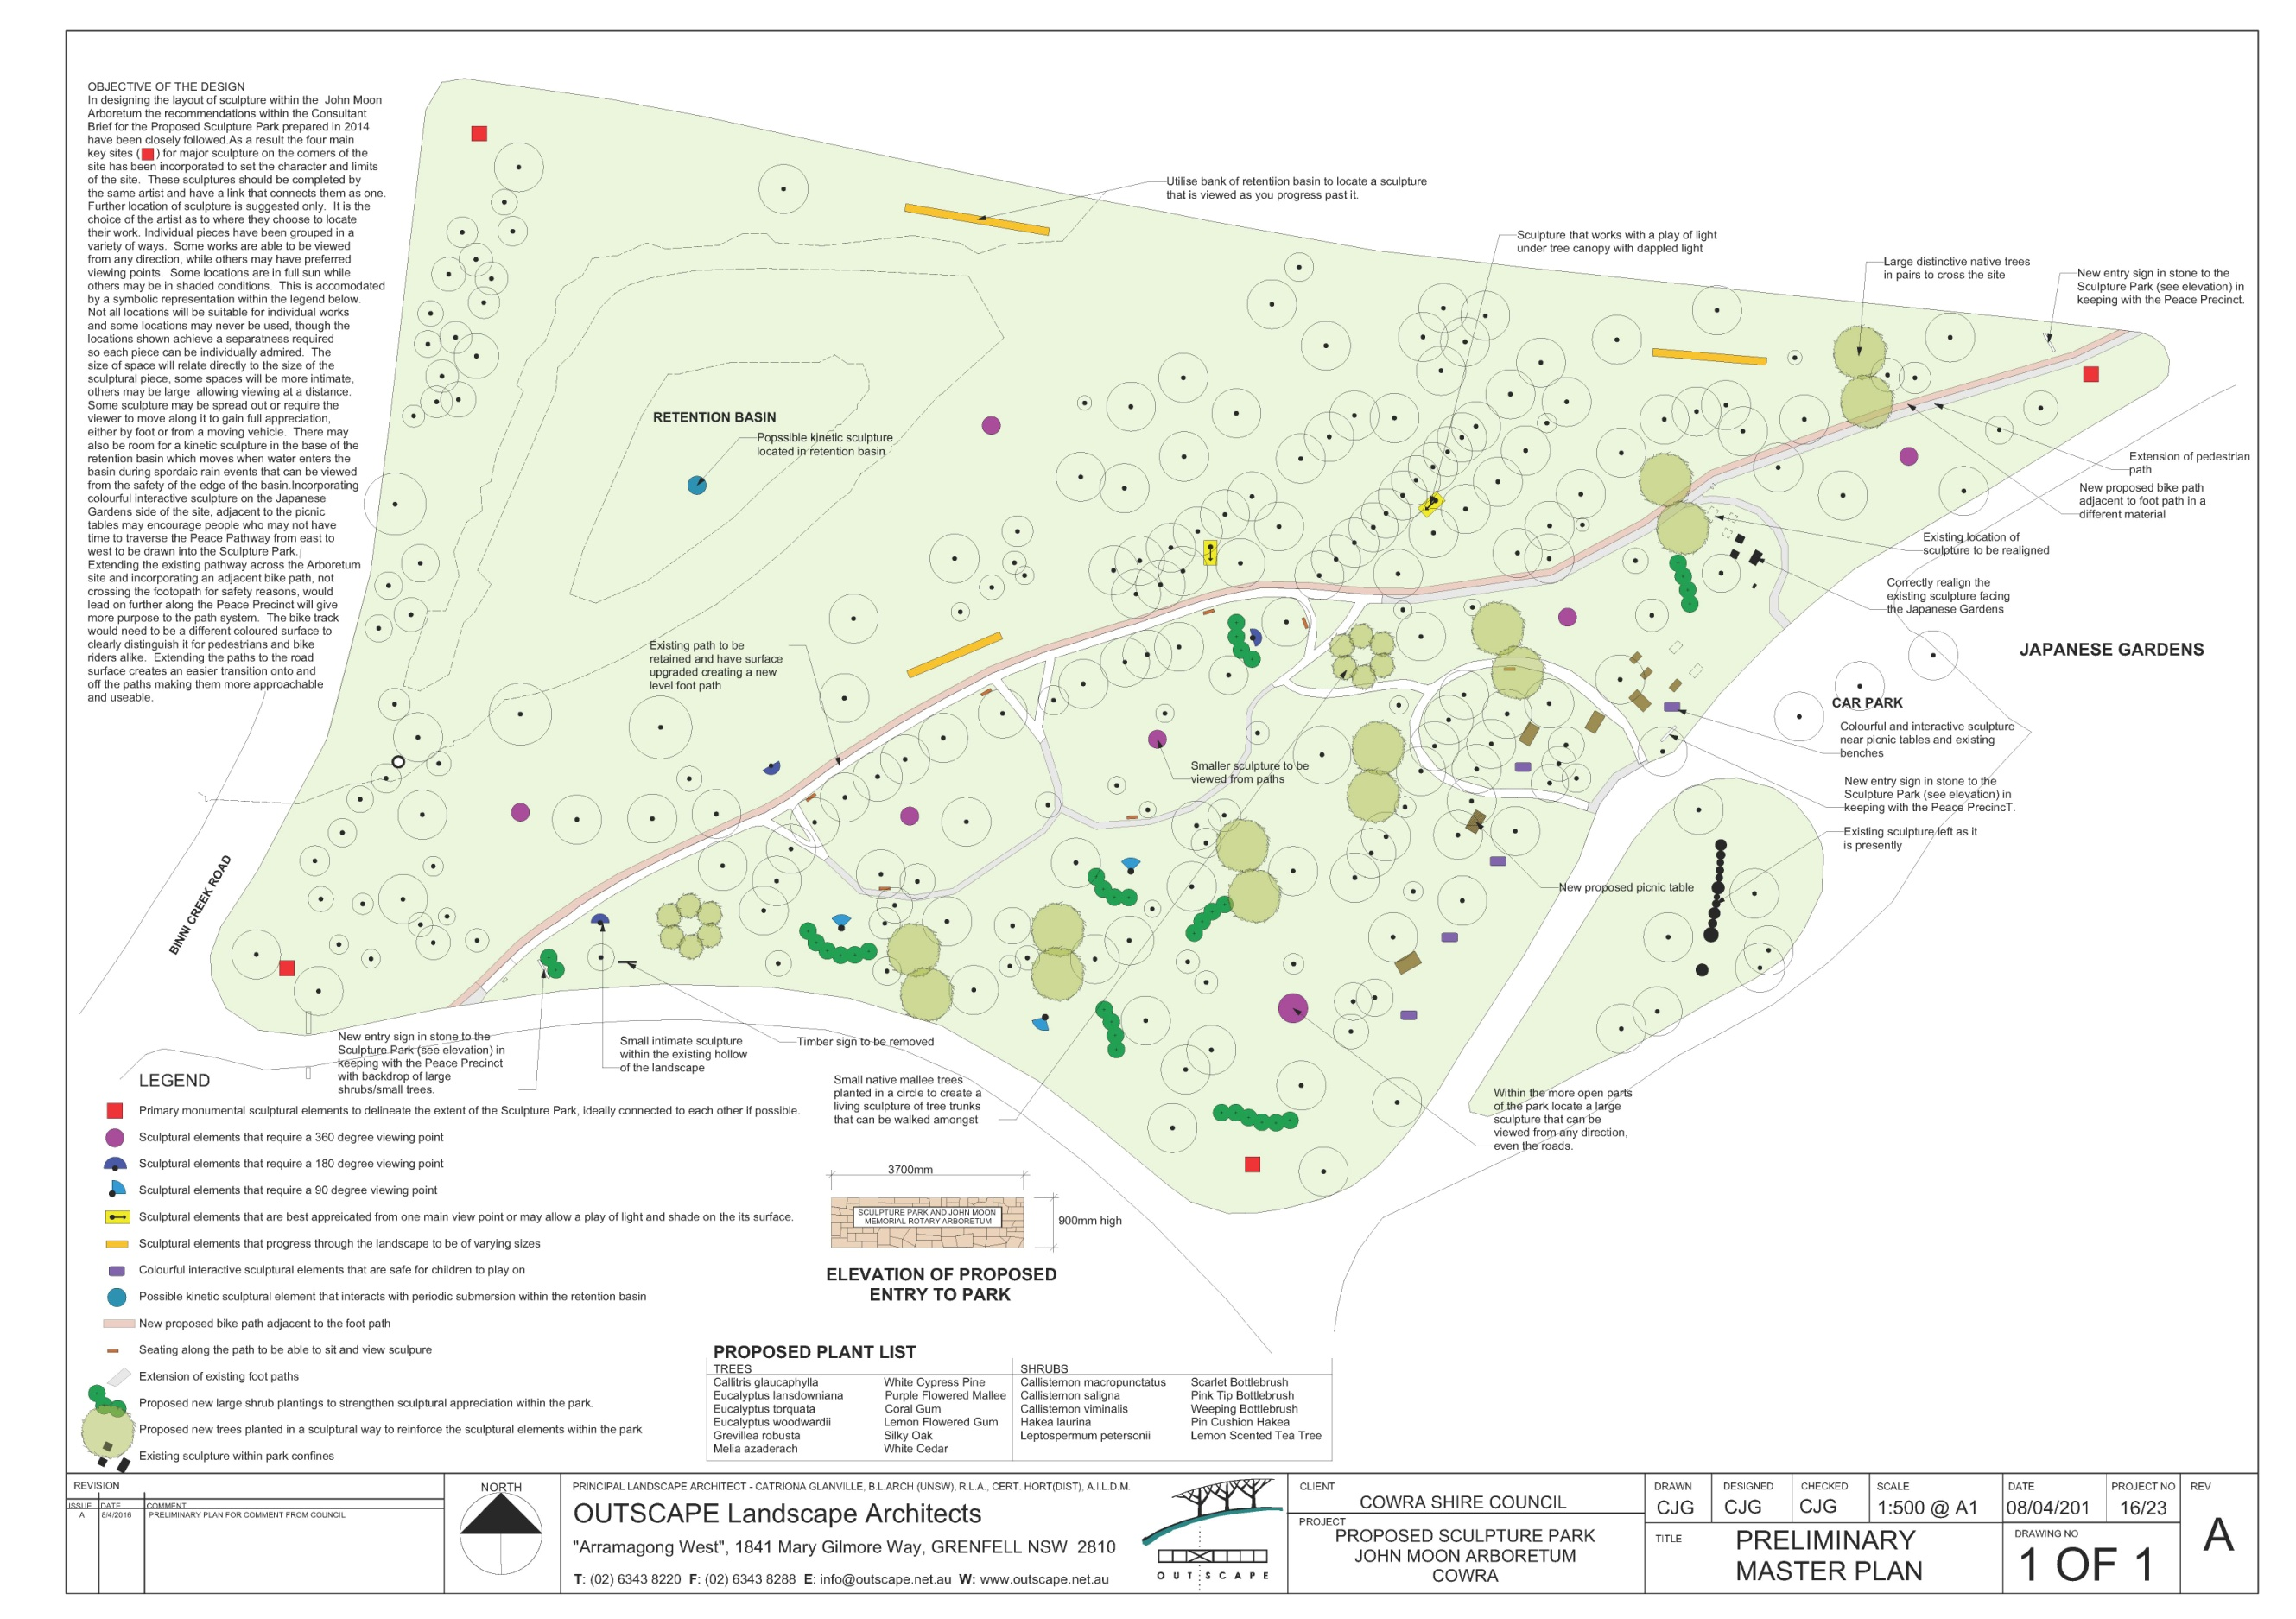 OBJECTIVE OF THE DESIGN
In designing the layout of sculpture within the John Moon
Arboretum the recommendations within the Consultant
Brief for the Proposed Sculpture Park prepared in 2014
have been closely followed.As a result the four main
key sites ( ) for major sculpture on the corners of the
site has been incorporated to set the character and limits
of the site. These sculptures should be completed by
the same artist and have a link that connects them as one.
Further location of sculpture is suggested only. It is the
choice of the artist as to where they choose to locate
their work. Individual pieces have been grouped in a
variety of ways. Some works are able to be viewed
from any direction, while others may have preferred
viewing points. Some locations are in full sun while
others may be in shaded conditions. This is accomodated
by a symbolic representation within the legend below.
Not all locations will be suitable for individual works
and some locations may never be used, though the
locations shown achieve a separatness required
so each piece can be individually admired. The
size of space will relate directly to the size of the
sculptural piece, some spaces will be more intimate,
others may be large allowing viewing at a distance.
Some sculpture may be spread out or require the
viewer to move along it to gain full appreciation,
either by foot or from a moving vehicle. There may
also be room for a kinetic sculpture in the base of the
retention basin which moves when water enters the
basin during spordaic rain events that can be viewed
from the safety of the edge of the basin.Incorporating
colourful interactive sculpture on the Japanese
Gardens side of the site, adjacent to the picnic
tables may encourage people who may not have
time to traverse the Peace Pathway from east to
west to be drawn into the Sculpture Park.
Extending the existing pathway across the Arboretum
site and incorporating an adjacent bike path, not
crossing the footpath for safety reasons, would
lead on further along the Peace Precinct will give
more purpose to the path system. The bike track
would need to be a different coloured surface to
clearly distinguish it for pedestrians and bike
riders alike. Extending the paths to the road
surface creates an easier transition onto and
off the paths making them more approachable
and useable.
Utilise bank of retentiion basin to locate a sculpture
that is viewed as you progress past it.
Sculpture that works with a play of light
under tree canopy with dappled light
Large distinctive native trees
in pairs to cross the site
New entry sign in stone to the
Sculpture Park (see elevation) in
keeping with the Peace Precinct.
RETENTION BASIN
Popssible kinetic sculpture
located in retention basin
Extension of pedestrian
path
New proposed bike path
adjacent to foot path in a
different material
Existing location of
sculpture to be realigned
Correctly realign the
existing sculpture facing
the Japanese Gardens
JAPANESE GARDENS
Existing path to be
retained and have surface
upgraded creating a new
level foot path
CAR PARK
Colourful and interactive sculpture
near picnic tables and existing
benches
Smaller sculpture to be
viewed from paths
New entry sign in stone to the
Sculpture Park (see elevation) in
keeping with the Peace PrecincT.
Existing sculpture left as it
is presently
New proposed picnic table
BINNI CREEK ROAD
New entry sign in stone to the
Sculpture Park (see elevation) in
keeping with the Peace Precinct
with backdrop of large
shrubs/small trees.
Small intimate sculpture
within the existing hollow
of the landscape
Timber sign to be removed
Small native mallee trees
planted in a circle to create a
living sculpture of tree trunks
that can be walked amongst
Within the more open parts
of the park locate a large
sculpture that can be
viewed from any direction,
even the roads.
LEGEND
Primary monumental sculptural elements to delineate the extent of the Sculpture Park, ideally connected to each other if possible.
Sculptural elements that require a 360 degree viewing point
Sculptural elements that require a 180 degree viewing point
Sculptural elements that require a 90 degree viewing point
Sculptural elements that are best appreicated from one main view point or may allow a play of light and shade on the its surface.
Sculptural elements that progress through the landscape to be of varying sizes
Colourful interactive sculptural elements that are safe for children to play on
Possible kinetic sculptural element that interacts with periodic submersion within the retention basin
New proposed bike path adjacent to the foot path
Seating along the path to be able to sit and view sculpure
Extension of existing foot paths
Proposed new large shrub plantings to strengthen sculptural appreciation within the park.
Proposed new trees planted in a sculptural way to reinforce the sculptural elements within the park
Existing sculpture within park confines
3700mm
SCULPTURE PARK AND JOHN MOON
MEMORIAL ROTARY ARBORETUM
900mm high
ELEVATION OF PROPOSED
ENTRY TO PARK
PROPOSED PLANT LIST
TREES SHRUBS
Callitris glaucaphylla White Cypress Pine Callistemon macropunctatus Scarlet Bottlebrush
Eucalyptus lansdowniana Purple Flowered Mallee Callistemon saligna Pink Tip Bottlebrush
Eucalyptus torquata Coral Gum Callistemon viminalis Weeping Bottlebrush
Eucalyptus woodwardii Lemon Flowered Gum Hakea laurina Pin Cushion Hakea
Grevillea robusta Silky Oak Leptospermum petersonii Lemon Scented Tea Tree
Melia azaderach White Cedar
REVISION
ISSUE DATE COMMENT
A 8/4/2016 PRELIMINARY PLAN FOR COMMENT FROM COUNCIL
NORTH
PRINCIPAL LANDSCAPE ARCHITECT - CATRIONA GLANVILLE, B.L.ARCH (UNSW), R.L.A., CERT. HORT(DIST), A.I.L.D.M.
OUTSCAPE Landscape Architects
"Arramagong West", 1841 Mary Gilmore Way, GRENFELL NSW 2810
T: (02) 6343 8220 F: (02) 6343 8288 E: info@outscape.net.au W: www.outscape.net.au
OUTSCAPE
CLIENT
COWRA SHIRE COUNCIL
PROJECT
PROPOSED SCULPTURE PARK
JOHN MOON ARBORETUM
COWRA
DRAWN
CJG
DESIGNED
CJG
CHECKED
CJG
SCALE
1:500 @ A1
DATE
08/04/201
PROJECT NO
16/23
REV
A
TITLE
PRELIMINARY
MASTER PLAN
DRAWING NO
1 OF 1